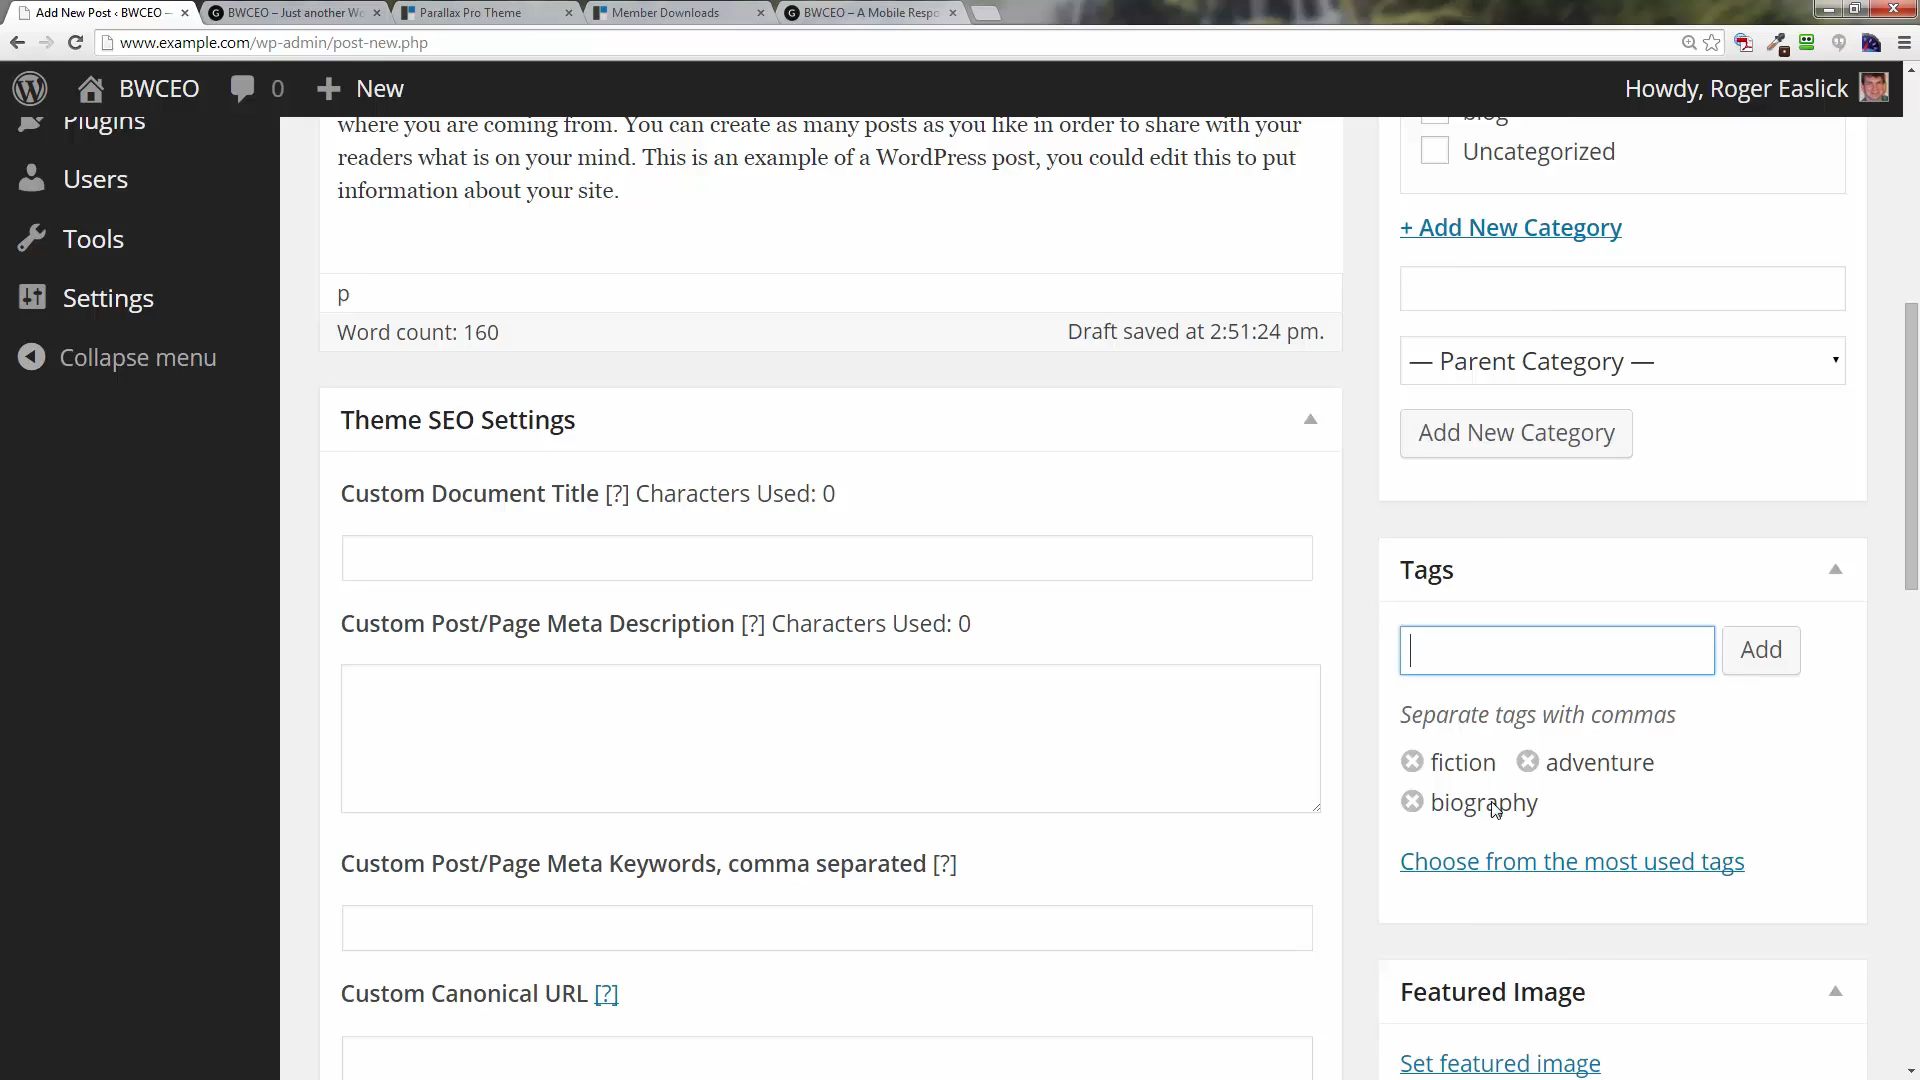 Add New Post ‹ BWCEO —
BWCEO – Just another Wo
Parallax Pro Theme
Member Downloads
BWCEO – A Mobile Respo
www.example.com/wp-admin/post-new.php
BWCEO
0
New
Howdy, Roger Easlick
Plugins
Users
Tools
Settings
Collapse menu
where you are coming from. You can create as many posts as you like in order to share with your
readers what is on your mind. This is an example of a WordPress post, you could edit this to put
information about your site.
p
Word count: 160
Draft saved at 2:51:24 pm.
Theme SEO Settings
Custom Document Title [?] Characters Used: 0
Custom Post/Page Meta Description [?] Characters Used: 0
Custom Post/Page Meta Keywords, comma separated [?]
Custom Canonical URL [?]
blog
Uncategorized
+ Add New Category
— Parent Category —
Add New Category
Tags
Add
Separate tags with commas
fiction
adventure
biography
Choose from the most used tags
Featured Image
Set featured image